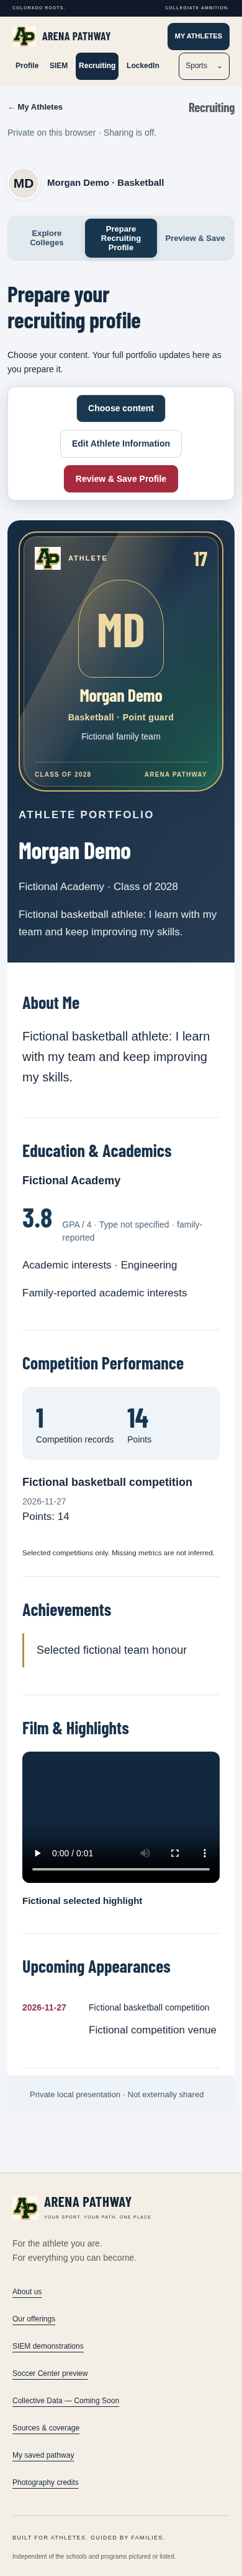 COLORADO ROOTS. COLLEGIATE AMBITION.
AP ARENA PATHWAY MY ATHLETES
Profile SIEM Recruiting LockedIn Sports
← My Athletes Recruiting
Private on this browser · Sharing is off.
MD Morgan Demo · Basketball
Explore
Colleges
Prepare
Recruiting
Profile
Preview & Save
Prepare your
recruiting profile
Choose your content. Your full portfolio updates here as
you prepare it.
Choose content
Edit Athlete Information
Review & Save Profile
AP ATHLETE 17
MD
Morgan Demo
Basketball · Point guard
Fictional family team
CLASS OF 2028 ARENA PATHWAY
ATHLETE PORTFOLIO
Morgan Demo
Fictional Academy · Class of 2028
Fictional basketball athlete: I learn with my
team and keep improving my skills.
About Me
Fictional basketball athlete: I learn
with my team and keep improving
my skills.
Education & Academics
Fictional Academy
3.8 GPA / 4 · Type not specified · family-
reported
Academic interests · Engineering
Family-reported academic interests
Competition Performance
1 14
Competition records Points
Fictional basketball competition
2026-11-27
Points: 14
Selected competitions only. Missing metrics are not inferred.
Achievements
Selected fictional team honour
Film & Highlights
0:00 / 0:01
Fictional selected highlight
Upcoming Appearances
2026-11-27 Fictional basketball competition
Fictional competition venue
Private local presentation · Not externally shared
AP ARENA PATHWAY
YOUR SPORT. YOUR PATH. ONE PLACE.
For the athlete you are.
For everything you can become.
About us
Our offerings
SIEM demonstrations
Soccer Center preview
Collective Data — Coming Soon
Sources & coverage
My saved pathway
Photography credits
BUILT FOR ATHLETES. GUIDED BY FAMILIES.
Independent of the schools and programs pictured or listed.